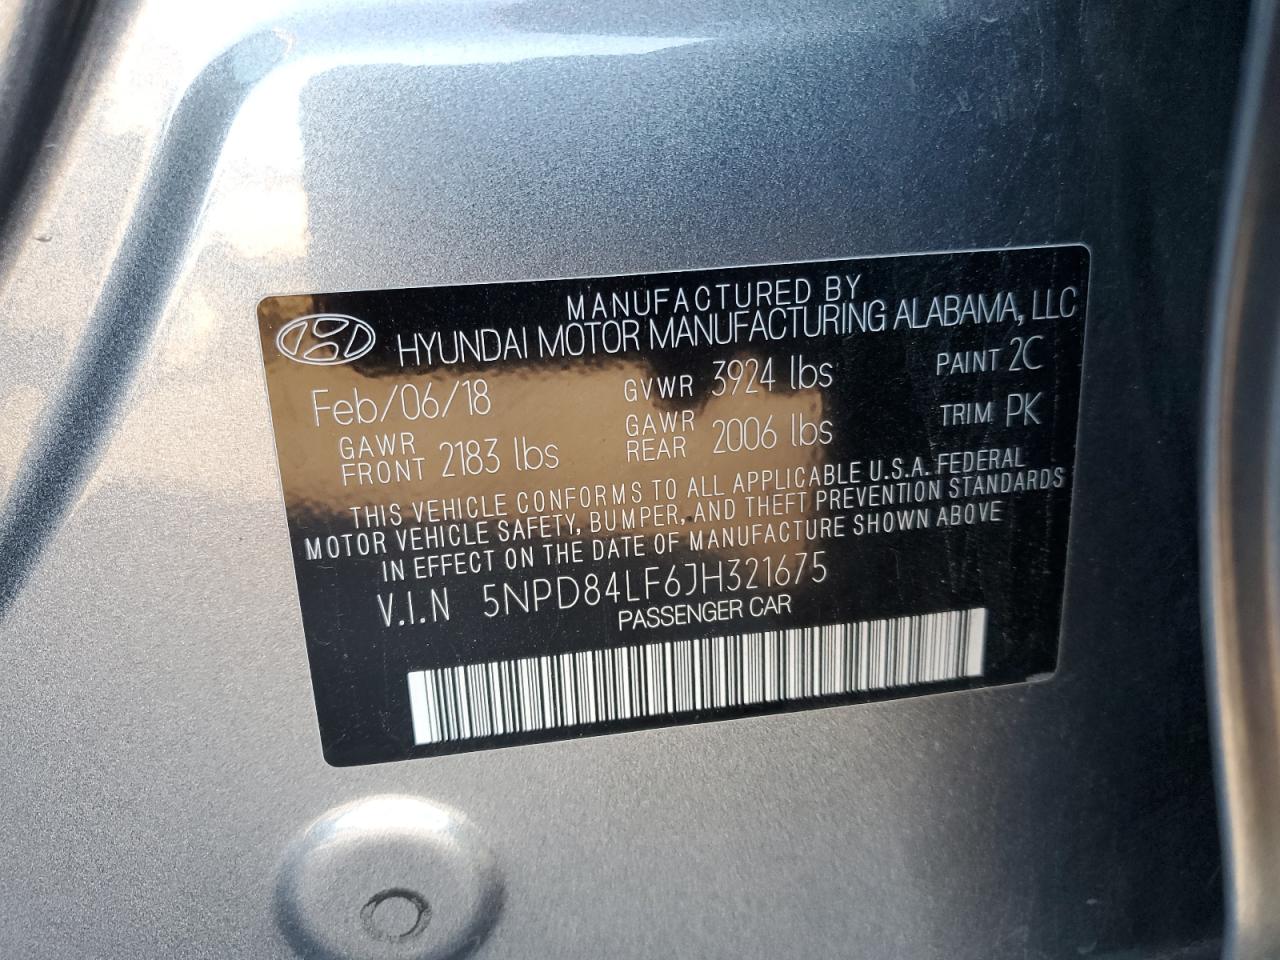 MANUFACTURED BY
HYUNDAI MOTOR MANUFACTURING ALABAMA, LLC
Feb/06/18 GVWR 3924 lbs PAINT 2C
GAWR FRONT 2183 lbs GAWR REAR 2006 lbs TRIM PK
THIS VEHICLE CONFORMS TO ALL APPLICABLE U.S.A. FEDERAL
MOTOR VEHICLE SAFETY, BUMPER, AND THEFT PREVENTION STANDARDS
IN EFFECT ON THE DATE OF MANUFACTURE SHOWN ABOVE
V.I.N 5NPD84LF6JH321675
PASSENGER CAR